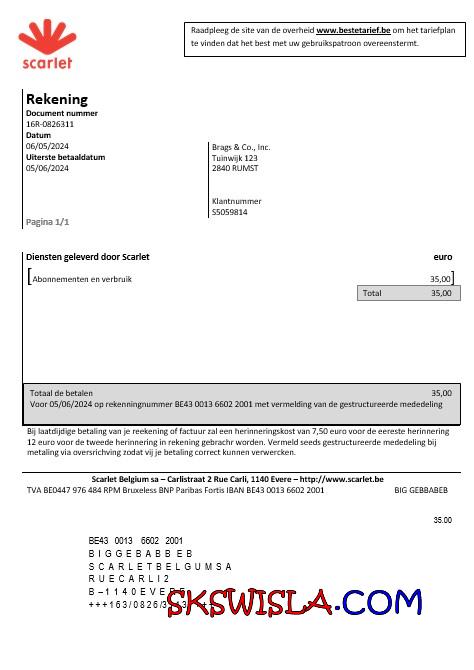 scarlet
Raadpleeg de site van de overheid www.bestetarief.be om het tariefplan
te vinden dat het best met uw gebruikspatroon overeenstermt.
Rekening
Document nummer
16R-0826311
Datum
06/05/2024
Uiterste betaaldatum
05/06/2024
Brags & Co., Inc.
Tuinwijk 123
2840 RUMST
Klantnummer
S5059814
Pagina 1/1
Diensten geleverd door Scarlet euro
Abonnementen en verbruik 35,00
Total 35,00
Totaal de betalen 35,00
Voor 05/06/2024 op rekenningnummer BE43 0013 6602 2001 met vermelding van de gestructureerde mededeling
Bij laatdijdige betaling van je reekening of factuur zal een herinneringskost van 7,50 euro voor de eereste herinnering
12 euro voor de tweede herinnering in rekening gebrachr worden. Vermeld seeds gestructureerde mededeling bij
metaling via oversrichving zodat vij je betaling correct kunnen verwercken.
Scarlet Belgium sa – Carlistraat 2 Rue Carli, 1140 Evere – http://www.scarlet.be
TVA BE0447 976 484 RPM Bruxeless BNP Paribas Fortis IBAN BE43 0013 6602 2001 BIG GEBBABEB
35.00
BE43 0013 6602 2001
B I G G E B A B B E B
S C A R L E T B E L G U M S A
R U E C A R L I 2
B – 1 1 4 0 E V E R E
+ + + 1 6 3 / 0 8 2 6 / 3
SKSWISLA.COM